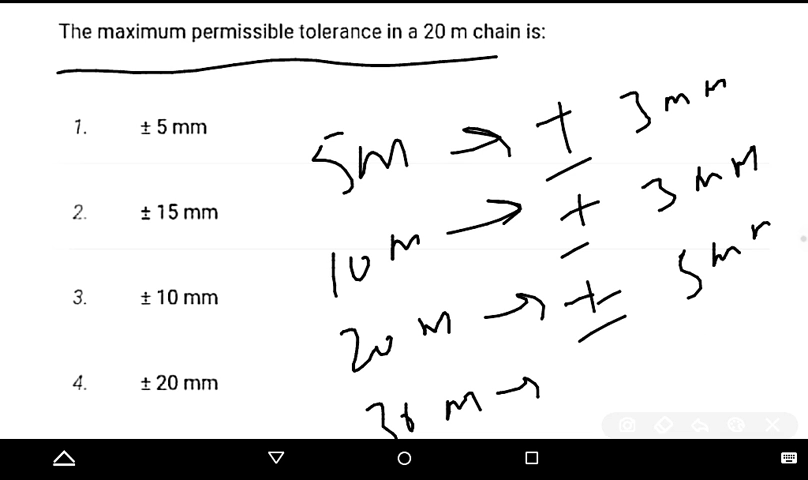 The maximum permissible tolerance in a 20 m chain is:
1. ± 5 mm
2. ± 15 mm
3. ± 10 mm
4. ± 20 mm
5m → ± 3mm
10m → ± 3mm
20m → ± 5mm
30m →